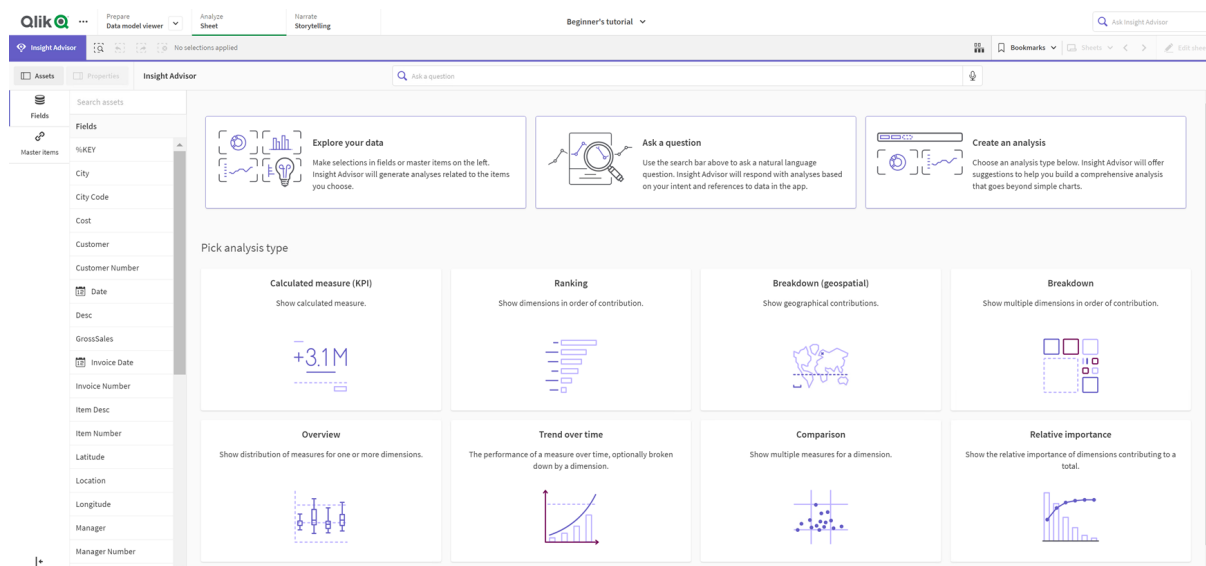 Qlik
Prepare
Data model viewer
Analyze
Sheet
Narrate
Storytelling
Beginner's tutorial
Ask Insight Advisor
Insight Advisor
No selections applied
Bookmarks
Sheets
Edit shee
Assets
Properties
Insight Advisor
Ask a question
Fields
Master items
Search assets
Fields
%KEY
City
City Code
Cost
Customer
Customer Number
Date
Desc
GrossSales
Invoice Date
Invoice Number
Item Desc
Item Number
Latitude
Location
Longitude
Manager
Manager Number
Explore your data
Make selections in fields or master items on the left.
Insight Advisor will generate analyses related to the items
you choose.
Ask a question
Use the search bar above to ask a natural language
question. Insight Advisor will respond with analyses based
on your intent and references to data in the app.
Create an analysis
Choose an analysis type below. Insight Advisor will offer
suggestions to help you build a comprehensive analysis
that goes beyond simple charts.
Pick analysis type
Calculated measure (KPI)
Show calculated measure.
+3.1M
Ranking
Show dimensions in order of contribution.
Breakdown (geospatial)
Show geographical contributions.
Breakdown
Show multiple dimensions in order of contribution.
Overview
Show distribution of measures for one or more dimensions.
Trend over time
The performance of a measure over time, optionally broken
down by a dimension.
Comparison
Show multiple measures for a dimension.
Relative importance
Show the relative importance of dimensions contributing to a
total.